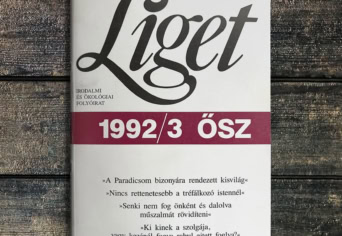 Liget
IRODALMI
ÉS ÖKOLÓGIAI
FOLYÓIRAT
1992/3 ŐSZ
«A Paradicsom bizonyára rendezett kisvilág»
«Nincs rettenetesebb a tréfálkozó istennél»
«Senki nem fog önként és dalolva
műszalmát rövidíteni»
«Ki kinek a szolgája,